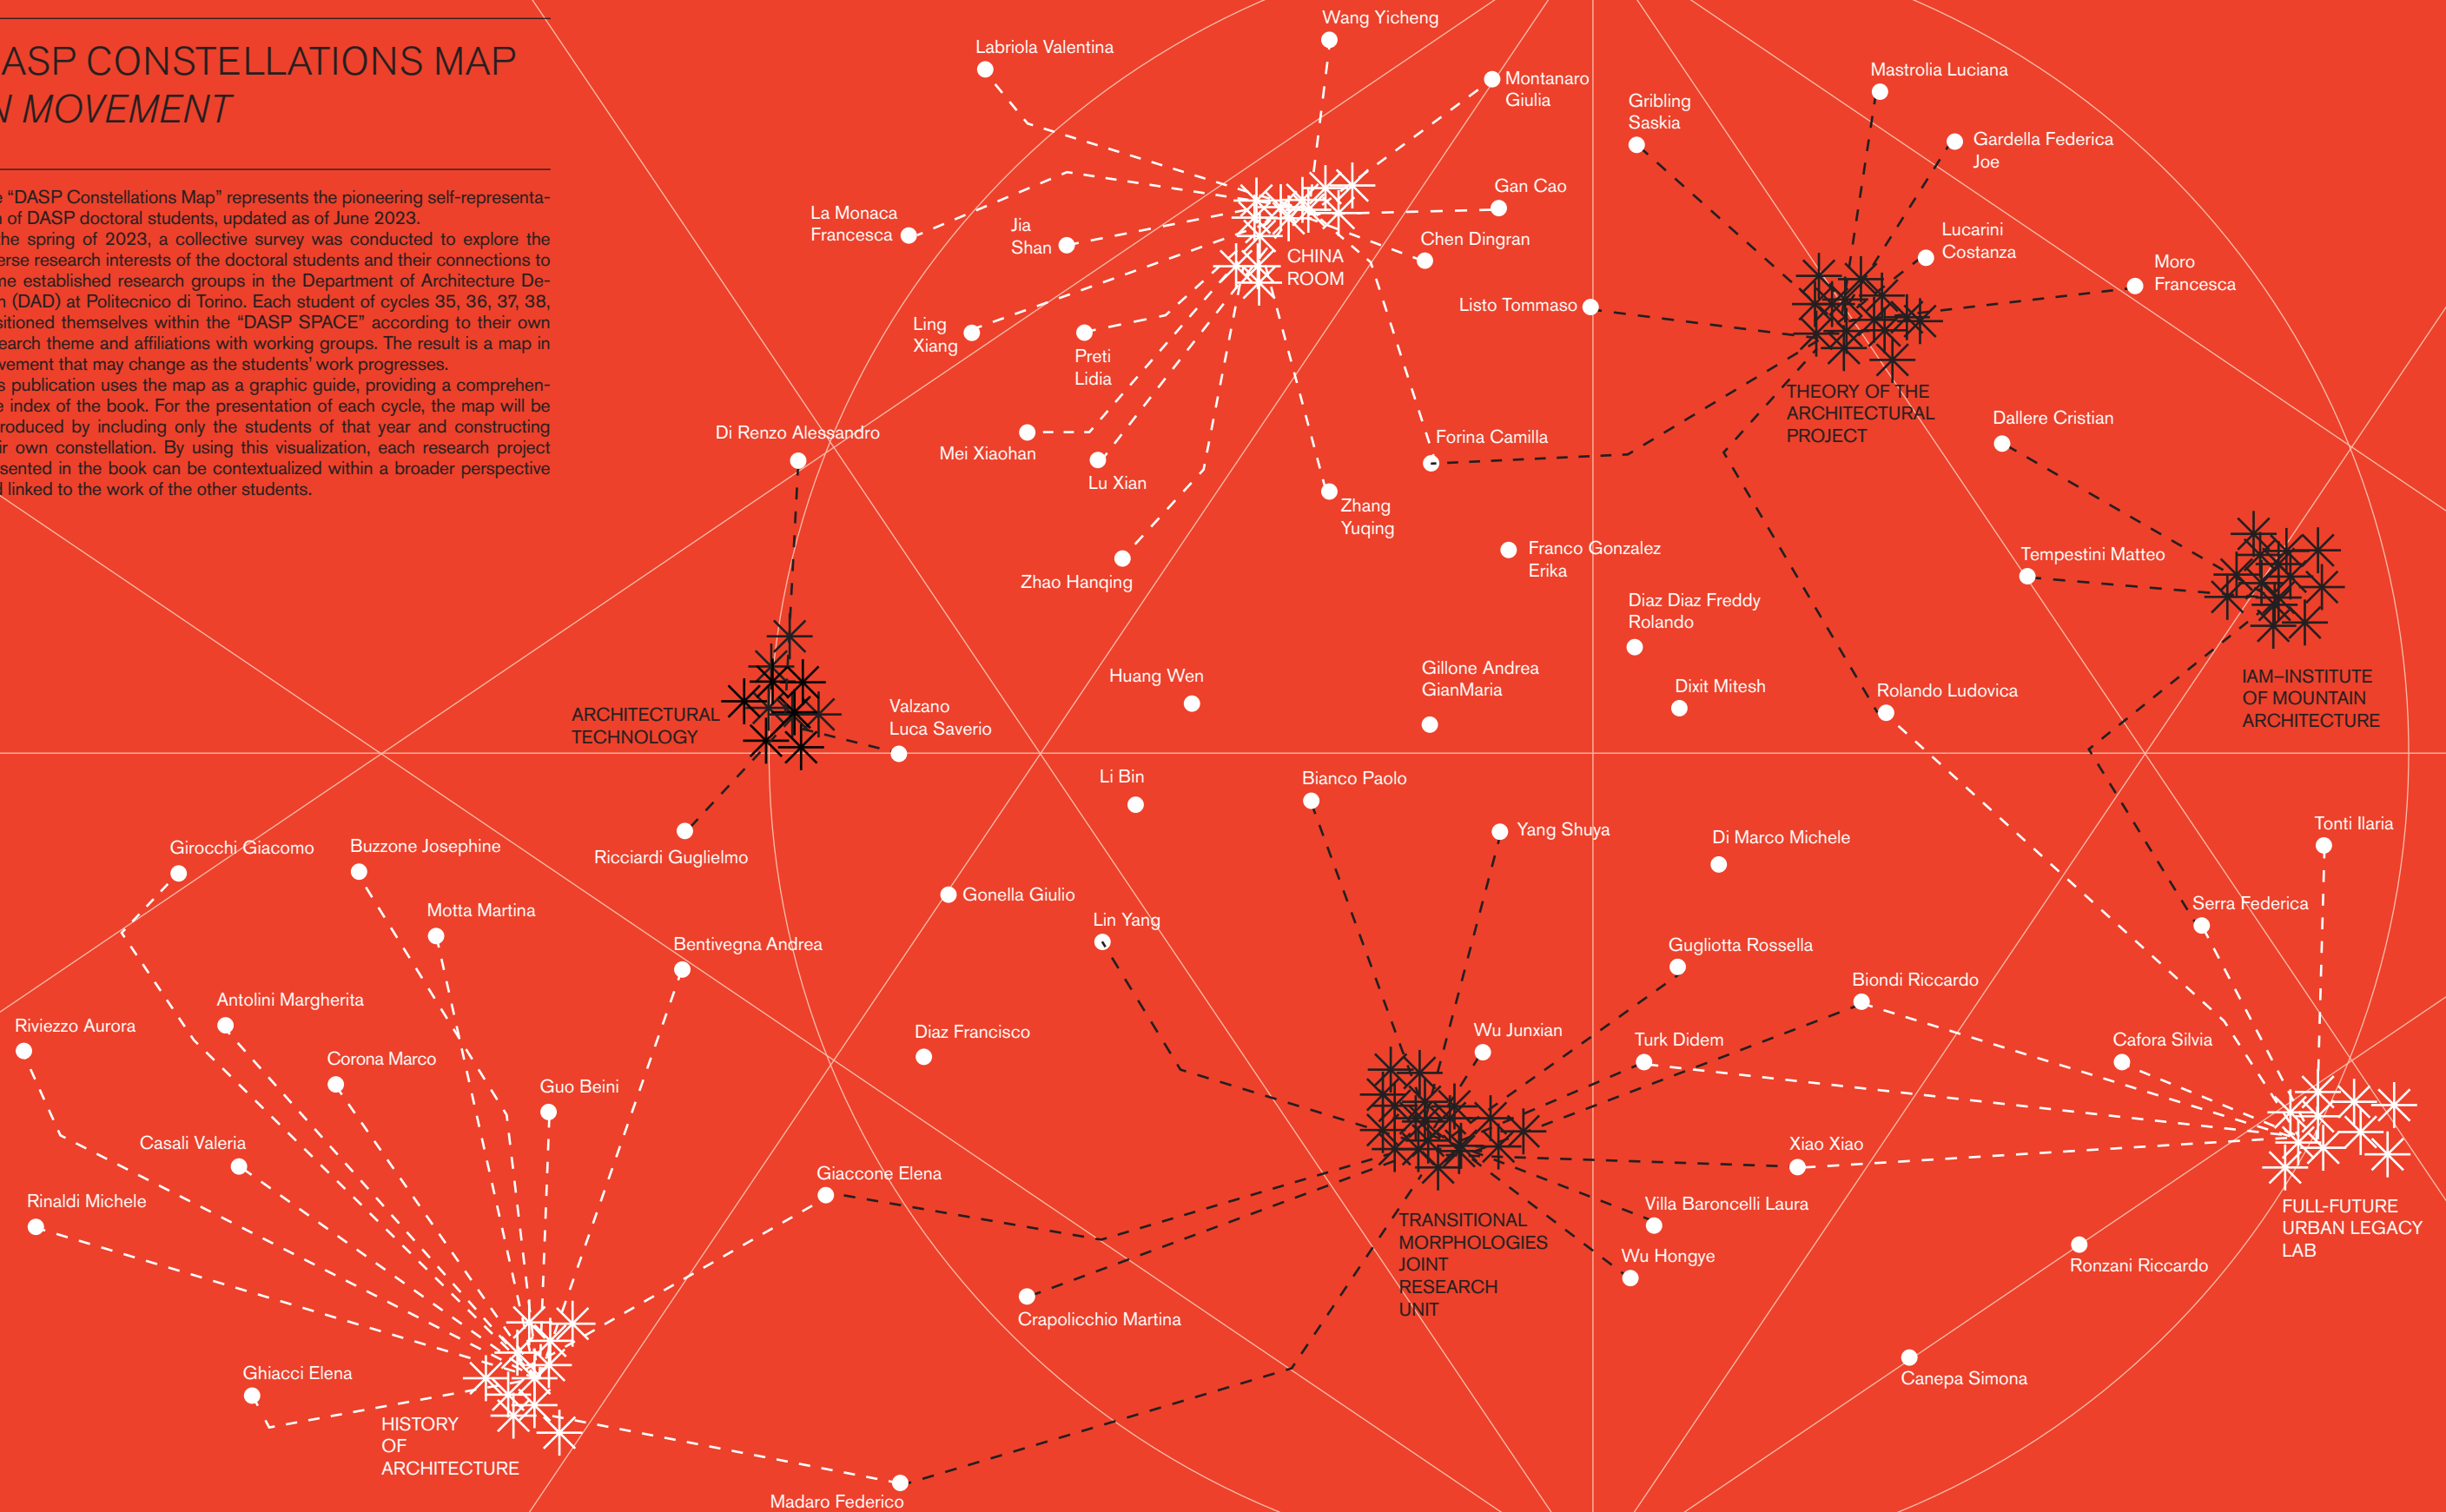 ASP CONSTELLATIONS MAP
N MOVEMENT
e “DASP Constellations Map” represents the pioneering self-representa-
n of DASP doctoral students, updated as of June 2023.
the spring of 2023, a collective survey was conducted to explore the
erse research interests of the doctoral students and their connections to
me established research groups in the Department of Architecture De-
n (DAD) at Politecnico di Torino. Each student of cycles 35, 36, 37, 38,
sitioned themselves within the “DASP SPACE” according to their own
earch theme and affiliations with working groups. The result is a map in
vement that may change as the students’ work progresses.
s publication uses the map as a graphic guide, providing a comprehen-
e index of the book. For the presentation of each cycle, the map will be
roduced by including only the students of that year and constructing
ir own constellation. By using this visualization, each research project
sented in the book can be contextualized within a broader perspective
d linked to the work of the other students.
Wang Yicheng
Labriola Valentina
Montanaro
Giulia
Mastrolia Luciana
Gribling
Saskia
Gardella Federica
Joe
Gan Cao
La Monaca
Francesca
Jia
Shan
Chen Dingran
CHINA
ROOM
Lucarini
Costanza
Moro
Francesca
Listo Tommaso
Ling
Xiang
Preti
Lidia
THEORY OF THE
ARCHITECTURAL
PROJECT
Dallere Cristian
Di Renzo Alessandro
Mei Xiaohan
Lu Xian
Forina Camilla
Zhang
Yuqing
Franco Gonzalez
Erika
Tempestini Matteo
Zhao Hanqing
Diaz Diaz Freddy
Rolando
Huang Wen
Gillone Andrea
GianMaria
Dixit Mitesh
Rolando Ludovica
IAM–INSTITUTE
OF MOUNTAIN
ARCHITECTURE
ARCHITECTURAL
TECHNOLOGY
Valzano
Luca Saverio
Li Bin
Bianco Paolo
Yang Shuya
Di Marco Michele
Tonti Ilaria
Girocchi Giacomo
Buzzone Josephine
Ricciardi Guglielmo
Gonella Giulio
Motta Martina
Lin Yang
Serra Federica
Bentivegna Andrea
Gugliotta Rossella
Biondi Riccardo
Antolini Margherita
Riviezzo Aurora
Diaz Francisco
Wu Junxian
Turk Didem
Cafora Silvia
Corona Marco
Guo Beini
Casali Valeria
Xiao Xiao
Giaccone Elena
Rinaldi Michele
Villa Baroncelli Laura
FULL-FUTURE
URBAN LEGACY
LAB
TRANSITIONAL
MORPHOLOGIES
JOINT
RESEARCH
UNIT
Wu Hongye
Ronzani Riccardo
Crapolicchio Martina
Ghiacci Elena
Canepa Simona
HISTORY
OF
ARCHITECTURE
Madaro Federico